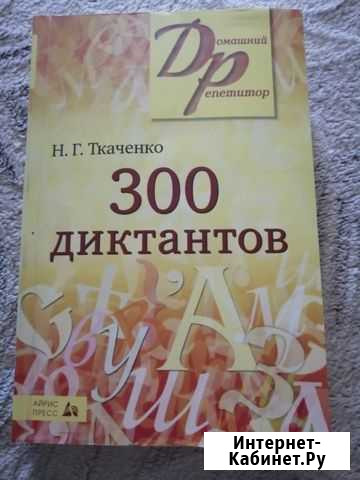 Домашний
Репетитор
Н. Г. Ткаченко
300
диктантов
АЙРИС
ПРЕСС
Интернет-
Кабинет.Ру